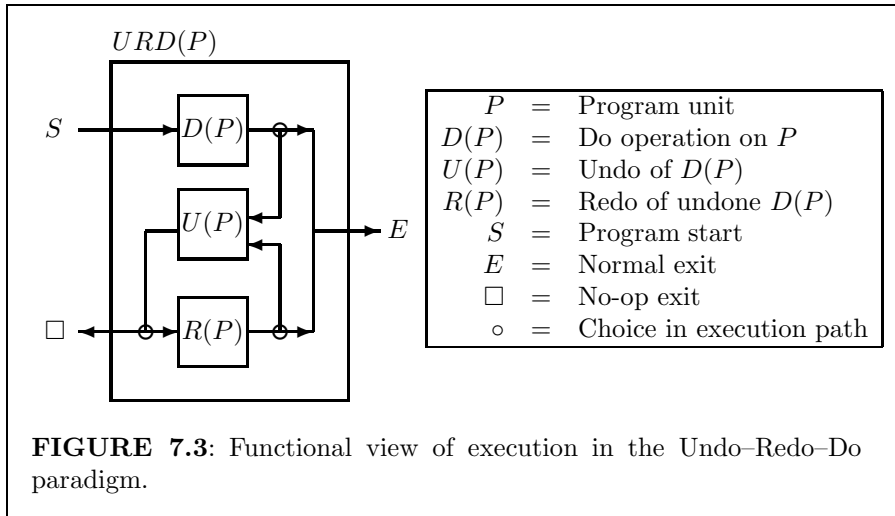 URD(P)
S
D(P)
U(P)
E
□
R(P)
P = Program unit
D(P) = Do operation on P
U(P) = Undo of D(P)
R(P) = Redo of undone D(P)
S = Program start
E = Normal exit
□ = No-op exit
∘ = Choice in execution path
FIGURE 7.3: Functional view of execution in the Undo–Redo–Do
paradigm.